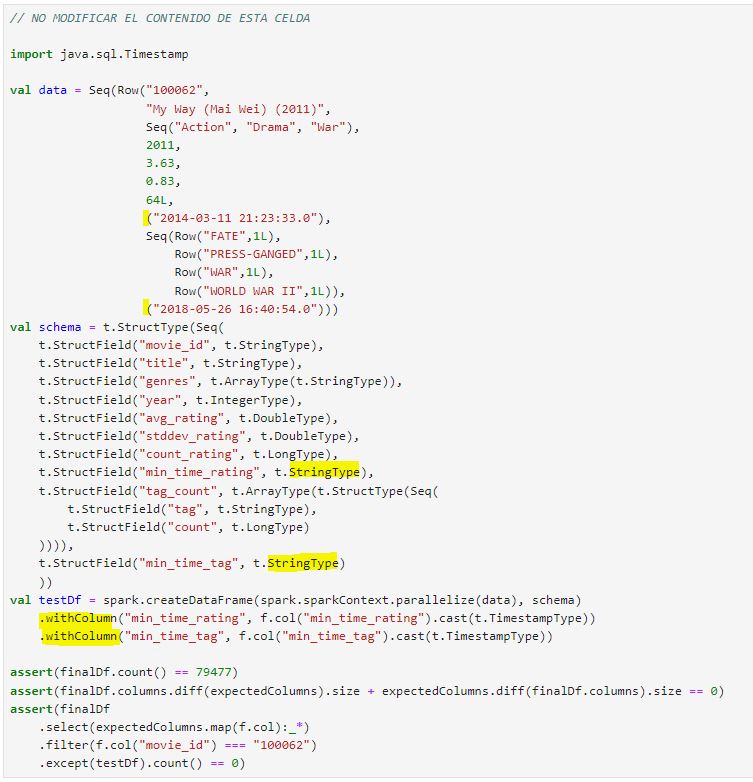 // NO MODIFICAR EL CONTENIDO DE ESTA CELDA
import java.sql.Timestamp
val data = Seq(Row("100062",
"My Way (Mai Wei) (2011)",
Seq("Action", "Drama", "War"),
2011,
3.63,
0.83,
64L,
("2014-03-11 21:23:33.0"),
Seq(Row("FATE",1L),
Row("PRESS-GANGED",1L),
Row("WAR",1L),
Row("WORLD WAR II",1L)),
("2018-05-26 16:40:54.0")))
val schema = t.StructType(Seq(
t.StructField("movie_id", t.StringType),
t.StructField("title", t.StringType),
t.StructField("genres", t.ArrayType(t.StringType)),
t.StructField("year", t.IntegerType),
t.StructField("avg_rating", t.DoubleType),
t.StructField("stddev_rating", t.DoubleType),
t.StructField("count_rating", t.LongType),
t.StructField("min_time_rating", t.StringType),
t.StructField("tag_count", t.ArrayType(t.StructType(Seq(
t.StructField("tag", t.StringType),
t.StructField("count", t.LongType)
)))),
t.StructField("min_time_tag", t.StringType)
))
val testDf = spark.createDataFrame(spark.sparkContext.parallelize(data), schema)
.withColumn("min_time_rating", f.col("min_time_rating").cast(t.TimestampType))
.withColumn("min_time_tag", f.col("min_time_tag").cast(t.TimestampType))
assert(finalDf.count() == 79477)
assert(finalDf.columns.diff(expectedColumns).size + expectedColumns.diff(finalDf.columns).size == 0)
assert(finalDf
.select(expectedColumns.map(f.col):_*)
.filter(f.col("movie_id") === "100062")
.except(testDf).count() == 0)